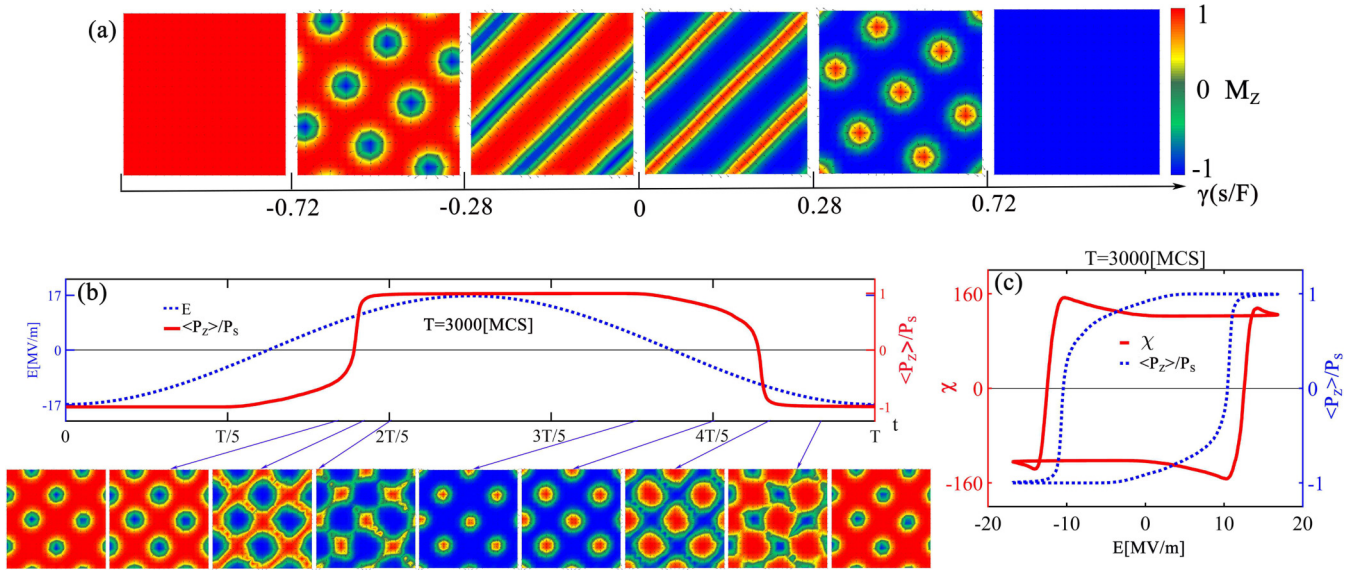 (a)
1
0
-1
M_Z
-0.72
-0.28
0
0.28
0.72
γ(s/F)
(b)
E[MV/m]
17
0
-17
E
<P_Z>/P_S
T=3000[MCS]
1
0
-1
<P_Z>/P_S
0
T/5
2T/5
3T/5
4T/5
T
t
T=3000[MCS]
(c)
χ
160
0
-160
χ
<P_Z>/P_S
1
0
-1
<P_Z>/P_S
-20
-10
0
10
20
E[MV/m]